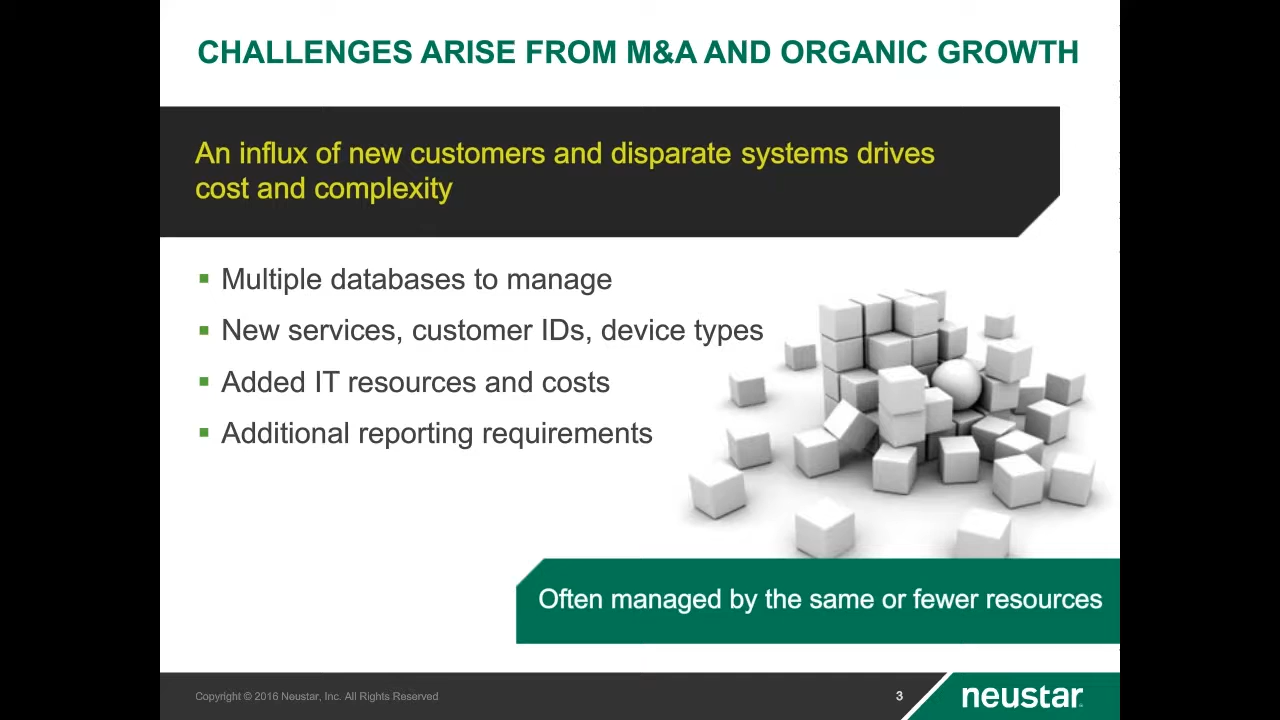 CHALLENGES ARISE FROM M&A AND ORGANIC GROWTH
An influx of new customers and disparate systems drives
cost and complexity
Multiple databases to manage
New services, customer IDs, device types
Added IT resources and costs
Additional reporting requirements
Often managed by the same or fewer resources
Copyright © 2016 Neustar, Inc. All Rights Reserved
3
neustar